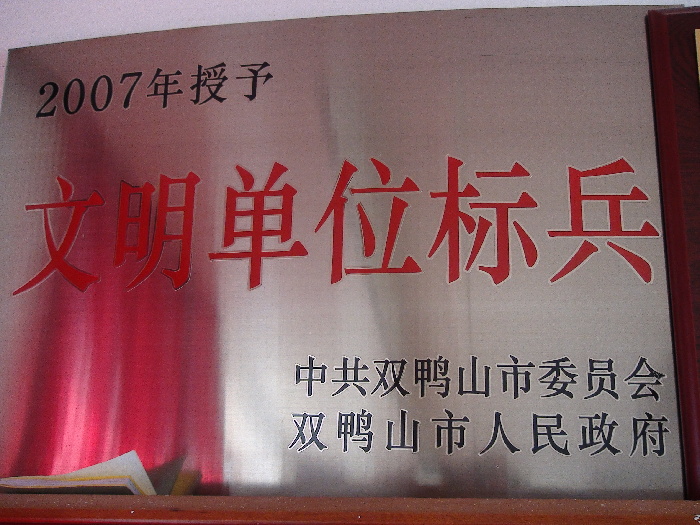 2007年授予
文明单位标兵
中共双鸭山市委员会
双鸭山市人民政府